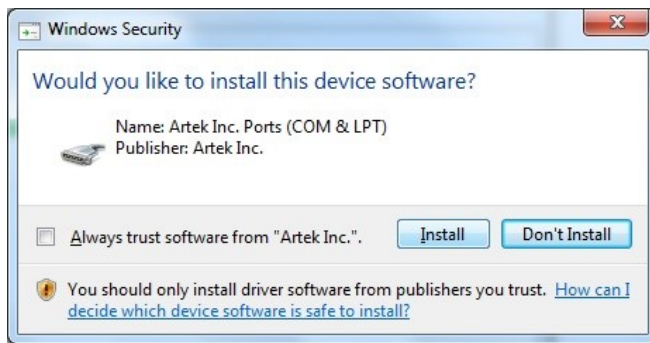 Windows Security
Would you like to install this device software?
Name: Artek Inc. Ports (COM & LPT)
Publisher: Artek Inc.
Always trust software from "Artek Inc.".
Install
Don't Install
You should only install driver software from publishers you trust. How can I
decide which device software is safe to install?